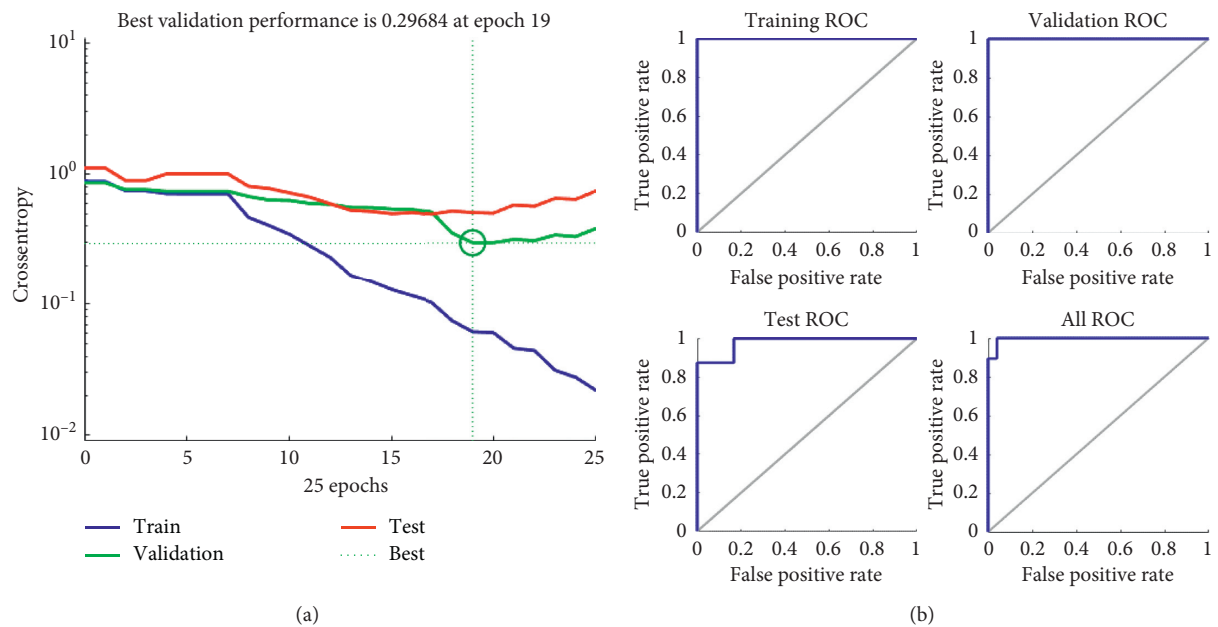 Best validation performance is 0.29684 at epoch 19
10^1
10^0
10^-1
10^-2
Crossentropy
0 5 10 15 20 25
25 epochs
Train
Validation
Test
Best
(a)
Training ROC
1
0.8
0.6
0.4
0.2
0
True positive rate
0 0.2 0.4 0.6 0.8 1
False positive rate
Validation ROC
1
0.8
0.6
0.4
0.2
0
True positive rate
0 0.2 0.4 0.6 0.8 1
False positive rate
Test ROC
1
0.8
0.6
0.4
0.2
0
True positive rate
0 0.2 0.4 0.6 0.8 1
False positive rate
All ROC
1
0.8
0.6
0.4
0.2
0
True positive rate
0 0.2 0.4 0.6 0.8 1
False positive rate
(b)